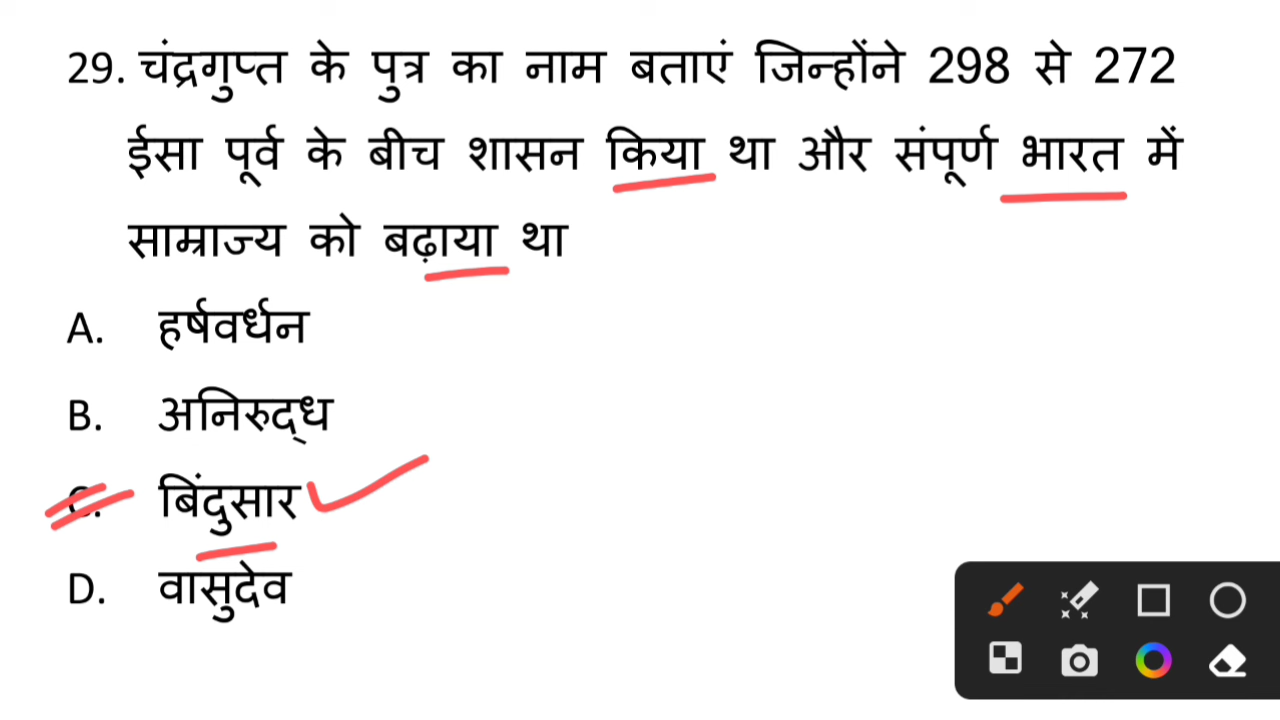 29. चंद्रगुप्त के पुत्र का नाम बताएं जिन्होंने 298 से 272
ईसा पूर्व के बीच शासन किया था और संपूर्ण भारत में
साम्राज्य को बढ़ाया था
A. हर्षवर्धन
B. अनिरुद्ध
C. बिंदुसार
D. वासुदेव